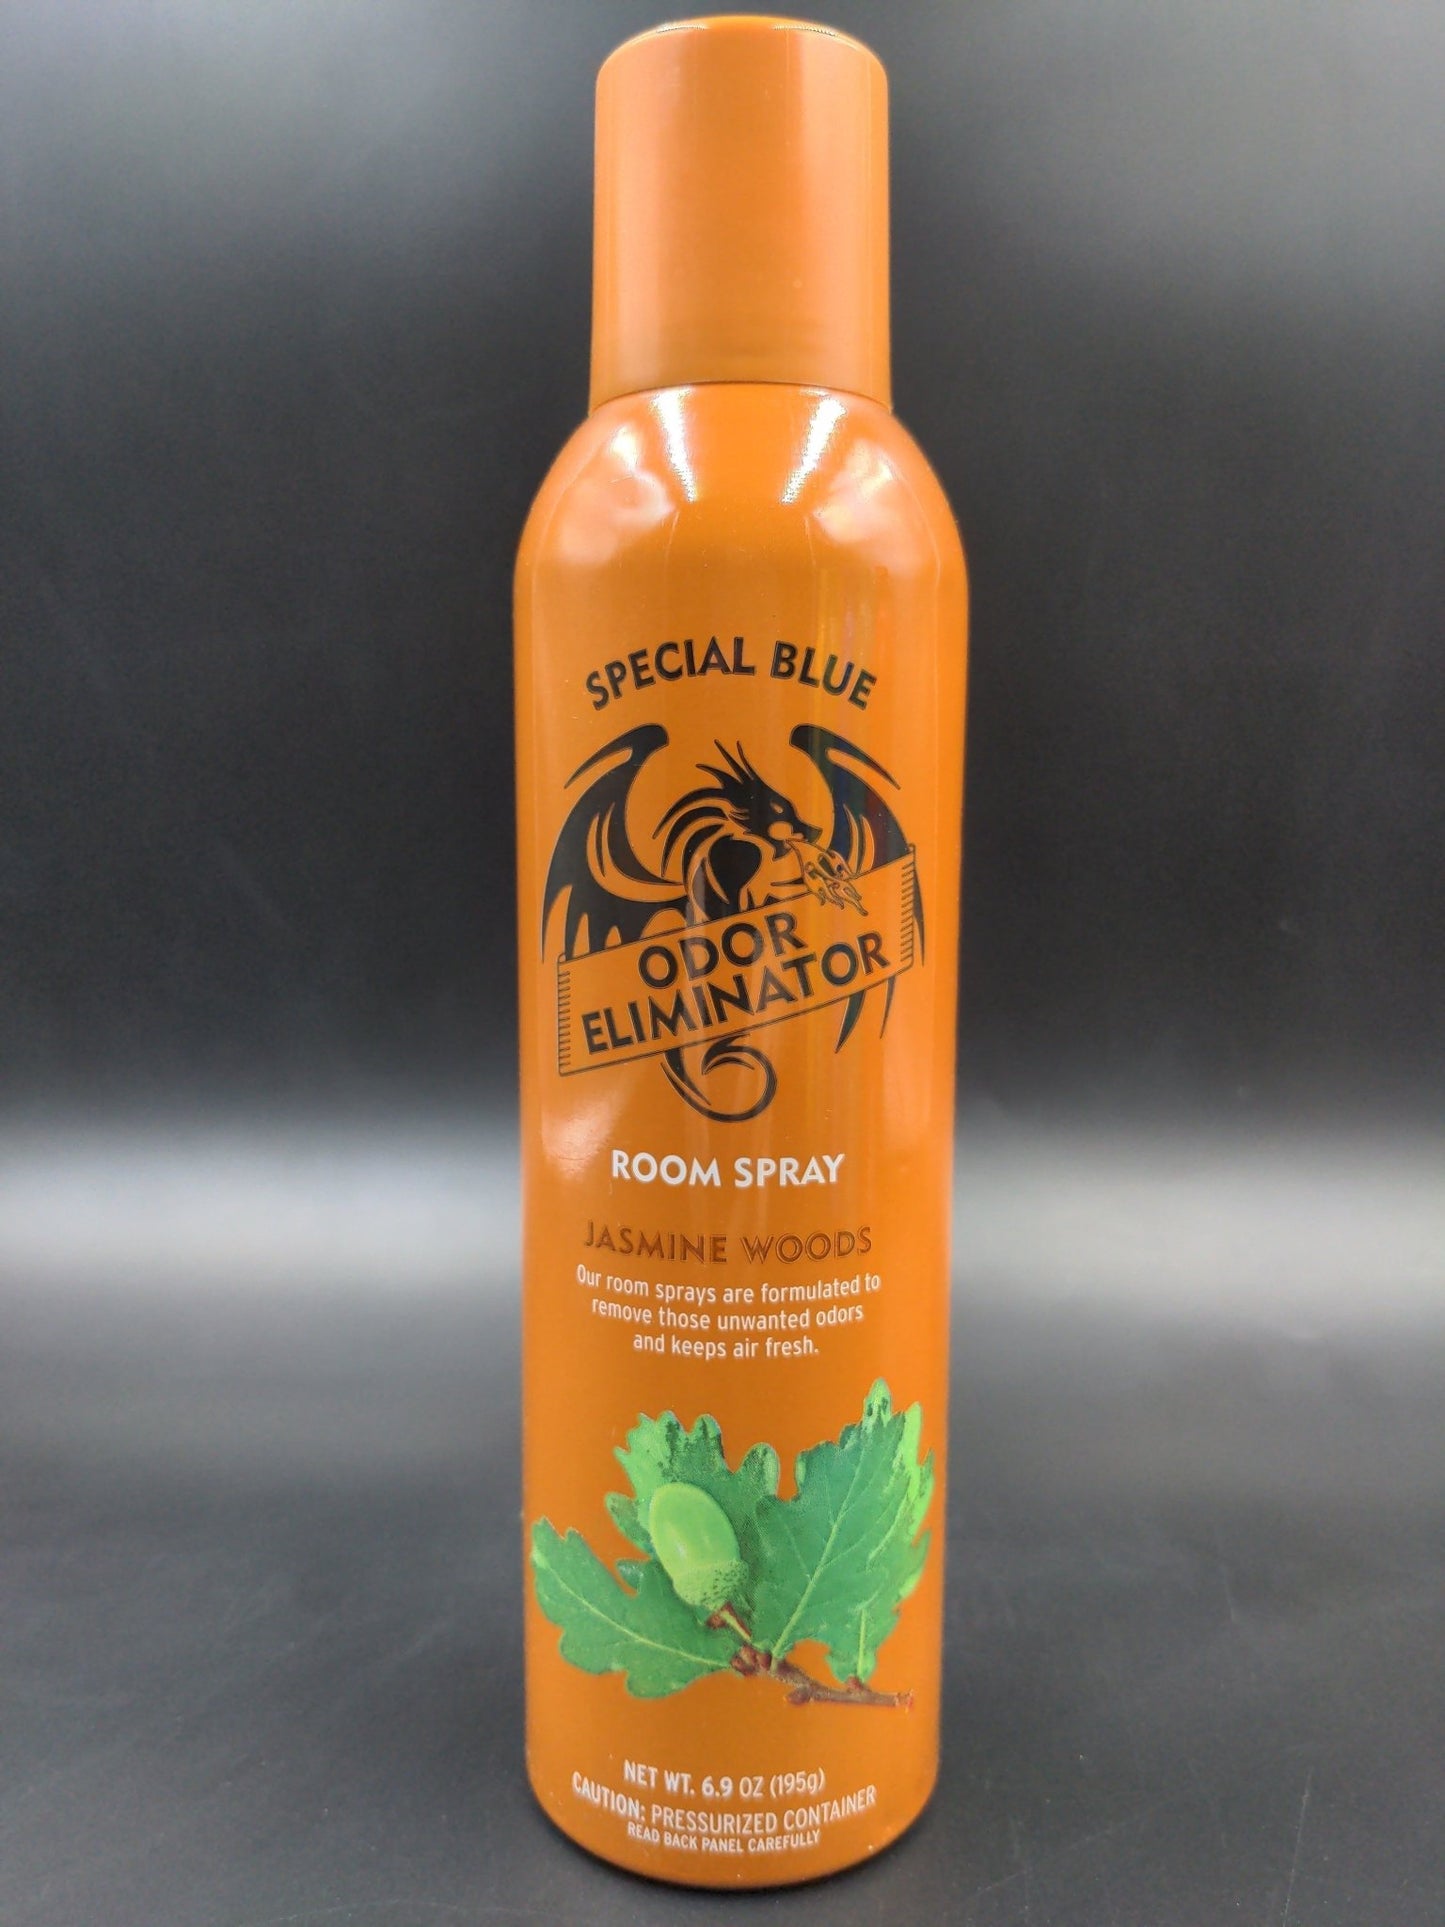 SPECIAL BLUE
ODOR
ELIMINATOR
ROOM SPRAY
JASMINE WOODS
Our room sprays are formulated to
remove those unwanted odors
and keeps air fresh.
NET WT. 6.9 OZ (195g)
CAUTION: PRESSURIZED CONTAINER
READ BACK PANEL CAREFULLY